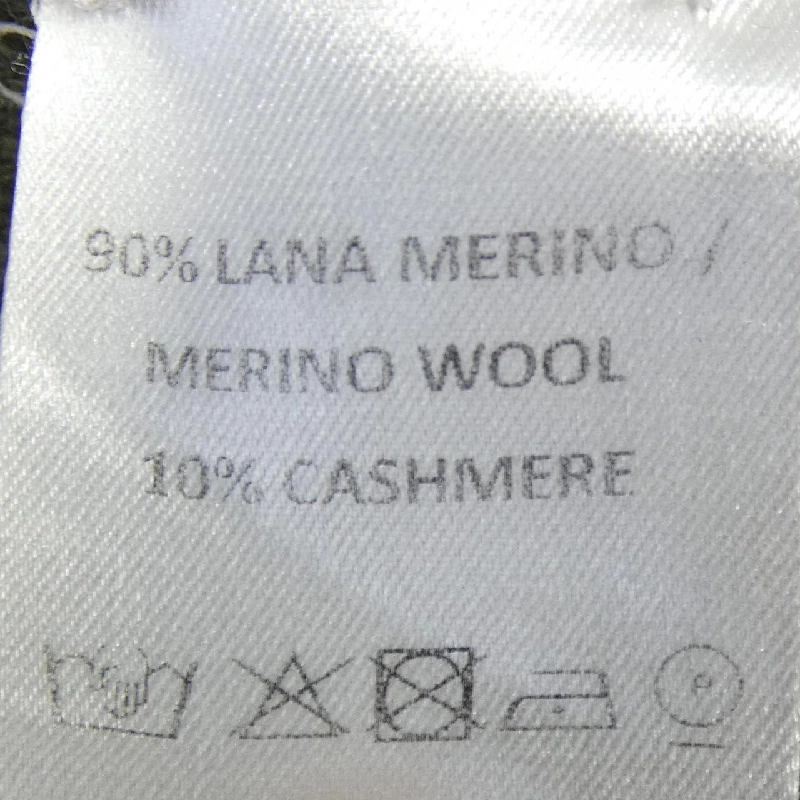 90% LANA MERINO /
MERINO WOOL
10% CASHMERE
P